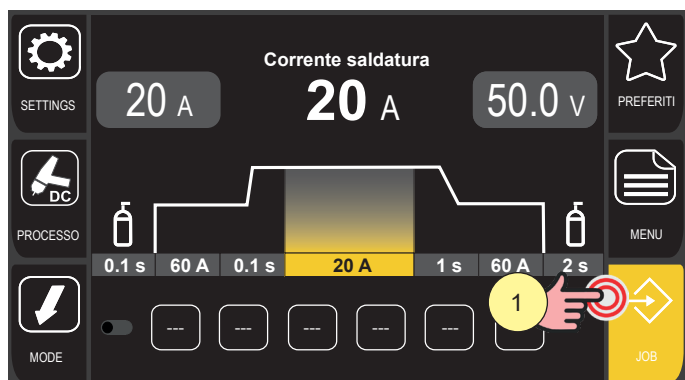 SETTINGS
Corrente saldatura
20 A
20 A
50.0 V
PREFERITI
DC
PROCESSO
MENU
0.1 s 60 A 0.1 s 20 A 1 s 60 A 2 s
1
--- --- --- --- ---
MODE
JOB